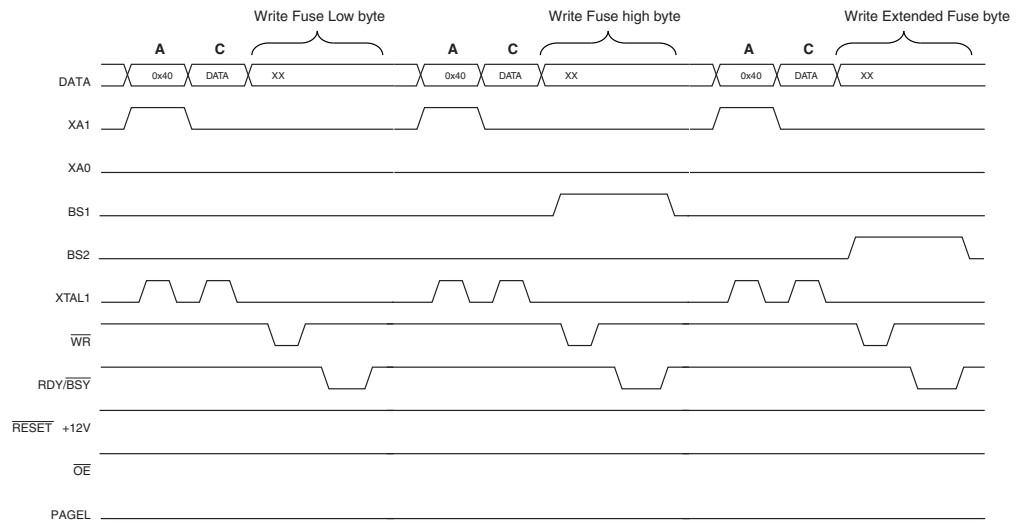 Write Fuse Low byte Write Fuse high byte Write Extended Fuse byte
A C A C A C
DATA 0x40 DATA XX 0x40 DATA XX 0x40 DATA XX
XA1
XA0
BS1
BS2
XTAL1
WR
RDY/BSY
RESET +12V
OE
PAGEL